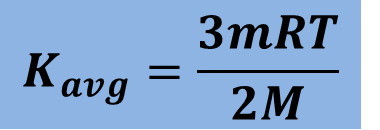 K_avg = 3mRT / 2M